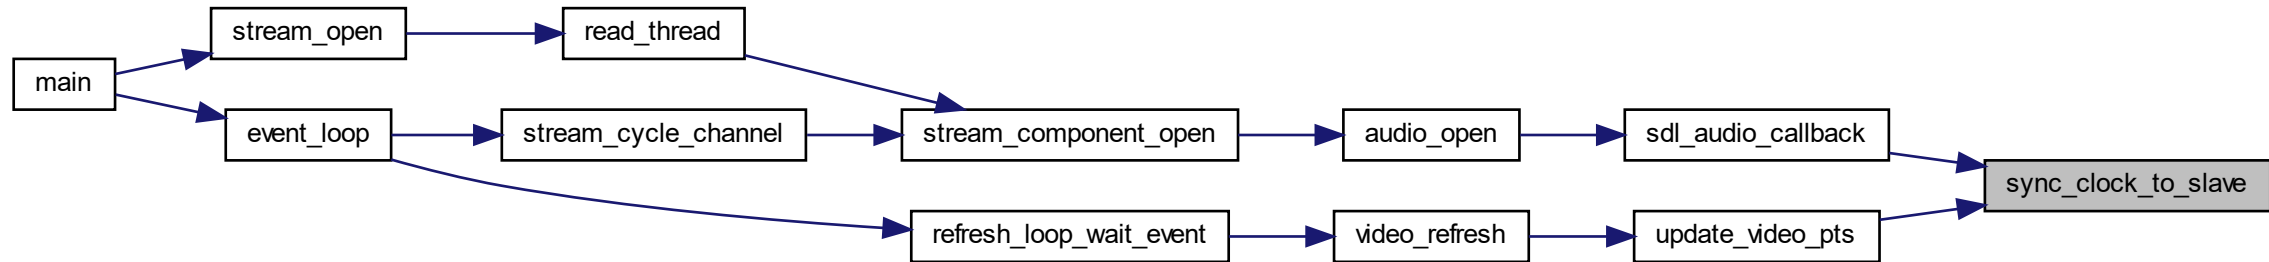 stream_open
read_thread
main
event_loop
stream_cycle_channel
stream_component_open
audio_open
sdl_audio_callback
sync_clock_to_slave
refresh_loop_wait_event
video_refresh
update_video_pts